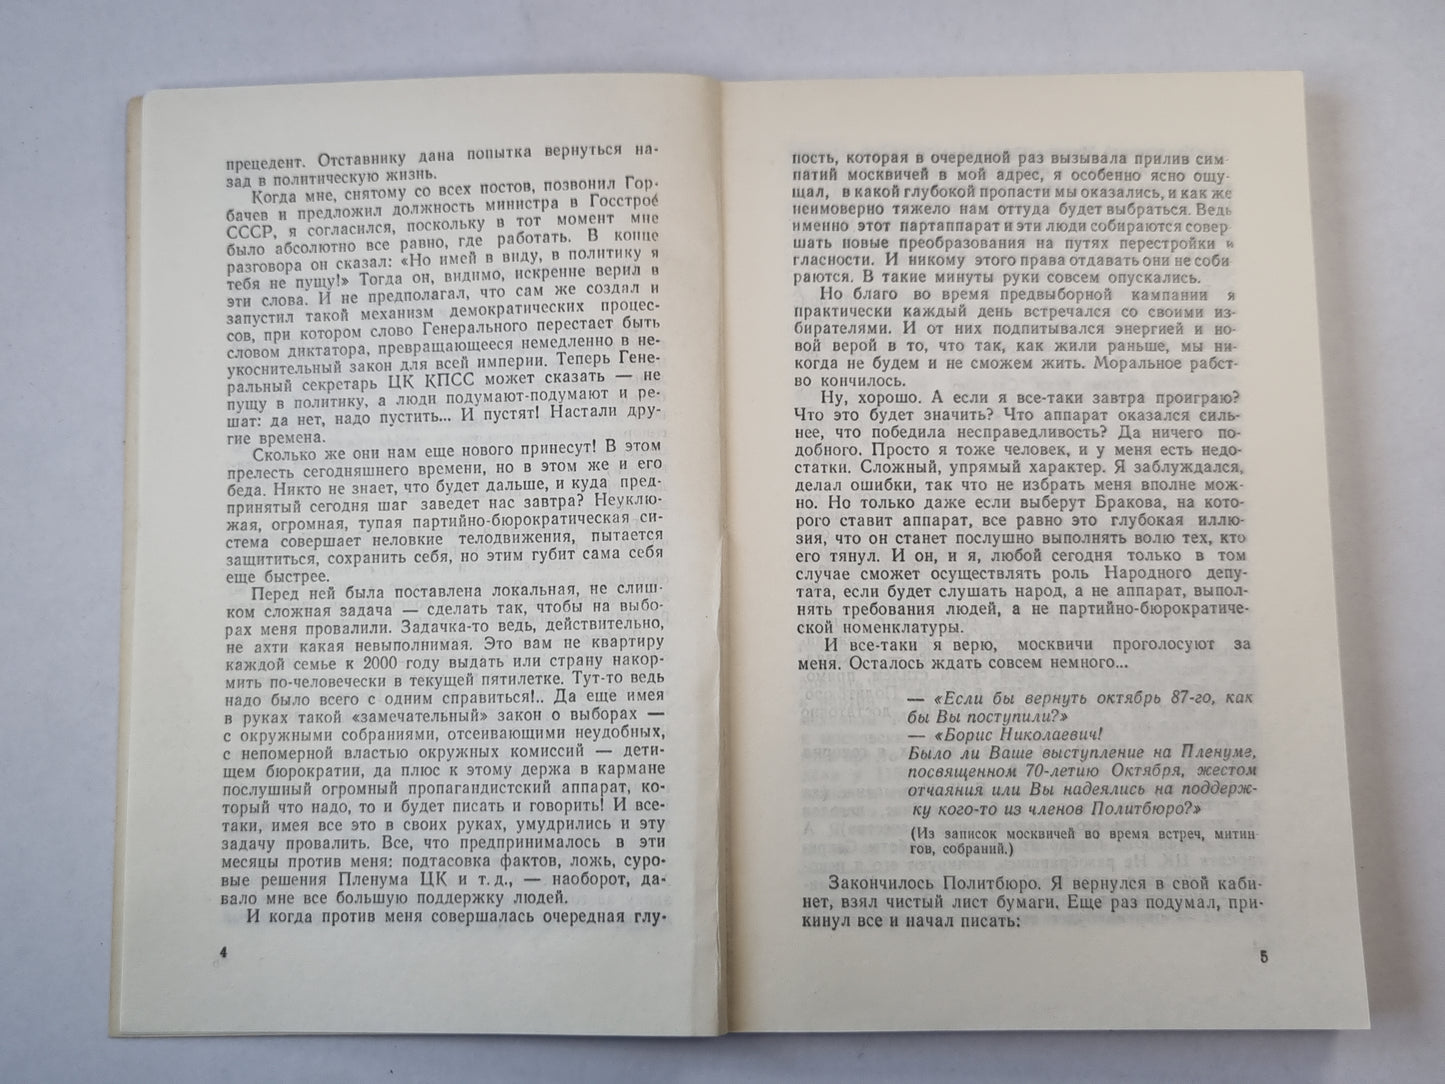 прецедент. Отставнику дана попытка вернуться на-
зад в политическую жизнь.
Когда мне, снятому со всех постов, позвонил Гор-
бачев и предложил должность министра в Госстрое
СССР, я согласился, поскольку в тот момент мне
было абсолютно все равно, где работать. В конце
разговора он сказал: «Но имей в виду, в политику я
тебя не пущу!» Тогда он, видимо, искренне верил в
эти слова. И не предполагал, что сам же создал и
запустил такой механизм демократических процес-
сов, при котором слово Генерального перестает быть
словом диктатора, превращающееся немедленно в не-
укоснительный закон для всей империи. Теперь Гене-
ральный секретарь ЦК КПСС может сказать — не
пущу в политику, а люди подумают-подумают и ре-
шат: да нет, надо пустить... И пустят! Настали дру-
гие времена.
Сколько же они нам еще нового принесут! В этом
прелесть сегодняшнего времени, но в этом же и его
беда. Никто не знает, что будет дальше, и куда пред-
принятый сегодня шаг заведет нас завтра? Неуклю-
жая, огромная, тупая партийно-бюрократическая си-
стема совершает неловкие телодвижения, пытается
защититься, сохранить себя, но этим губит сама себя
еще быстрее.
Перед ней была поставлена локальная, не слиш-
ком сложная задача — сделать так, чтобы на выбо-
рах меня провалили. Задачка-то ведь, действительно,
не ахти какая невыполнимая. Это вам не квартиру
каждой семье к 2000 году выдать или страну накор-
мить по-человечески в текущей пятилетке. Тут-то ведь
надо было всего с одним справиться!.. Да еще имея
в руках такой «замечательный» закон о выборах —
с окружными собраниями, отсеивающими неудобных,
с непомерной властью окружных комиссий — дети-
щем бюрократии, да плюс к этому держа в кармане
послушный огромный пропагандистский аппарат, ко-
торый что надо, то и будет писать и говорить! И все-
таки, имея все это в своих руках, умудрились и эту
задачу провалить. Все, что предпринималось в эти
месяцы против меня: подтасовка фактов, ложь, суро-
вые решения Пленума ЦК и т. д., — наоборот, да-
вало мне все большую поддержку людей.
И когда против меня совершалась очередная глу-
4
пость, которая в очередной раз вызывала прилив сим-
патий москвичей в мой адрес, я особенно ясно ощу-
щал, в какой глубокой пропасти мы оказались, и как же
неимоверно тяжело нам оттуда будет выбраться. Ведь
именно этот партаппарат и эти люди собираются совер
шать новые преобразования на путях перестройки и
гласности. И никому этого права отдавать они не соби
раются. В такие минуты руки совсем опускались.
Но благо во время предвыборной кампании я
практически каждый день встречался со своими из-
бирателями. И от них подпитывался энергией и но-
вой верой в то, что так, как жили раньше, мы ни-
когда не будем и не сможем жить. Моральное рабст-
во кончилось.
Ну, хорошо. А если я все-таки завтра проиграю?
Что это будет значить? Что аппарат оказался силь-
нее, что победила несправедливость? Да ничего по-
добного. Просто я тоже человек, и у меня есть недо-
статки. Сложный, упрямый характер. Я заблуждался,
делал ошибки, так что не избрать меня вполне мож-
но. Но только даже если выберут Бракова, на кото-
рого ставит аппарат, все равно это глубокая иллю-
зия, что он станет послушно выполнять волю тех, кто
его тянул. И он, и я, любой сегодня только в том
случае сможет осуществлять роль Народного депу-
тата, если будет слушать народ, а не аппарат, выпол-
нять требования людей, а не партийно-бюрократиче-
ской номенклатуры.
И все-таки я верю, москвичи проголосуют за
меня. Осталось ждать совсем немного...
— «Если бы вернуть октябрь 87-го, как
бы Вы поступили?»
— «Борис Николаевич!
Было ли Ваше выступление на Пленуме,
посвященном 70-летию Октября, жестом
отчаяния или Вы надеялись на поддерж-
ку кого-то из членов Политбюро?»
(Из записок москвичей во время встреч, митин-
гов, собраний.)
Закончилось Политбюро. Я вернулся в свой каби-
нет, взял чистый лист бумаги. Еще раз подумал, при-
кинул все и начал писать:
5